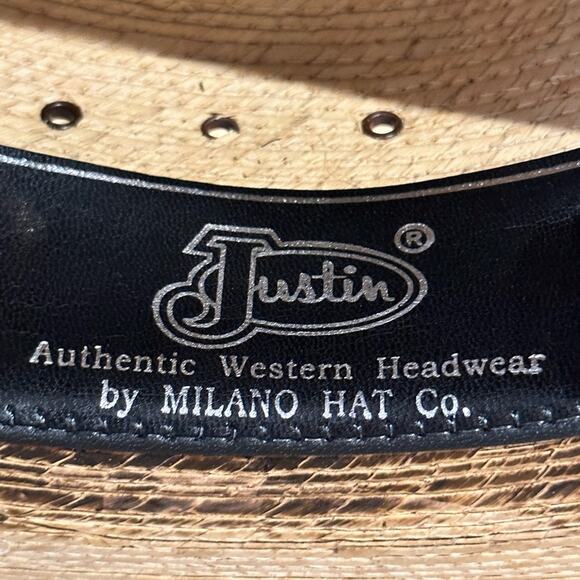 Justin ®
Authentic Western Headwear
by MILANO HAT Co.